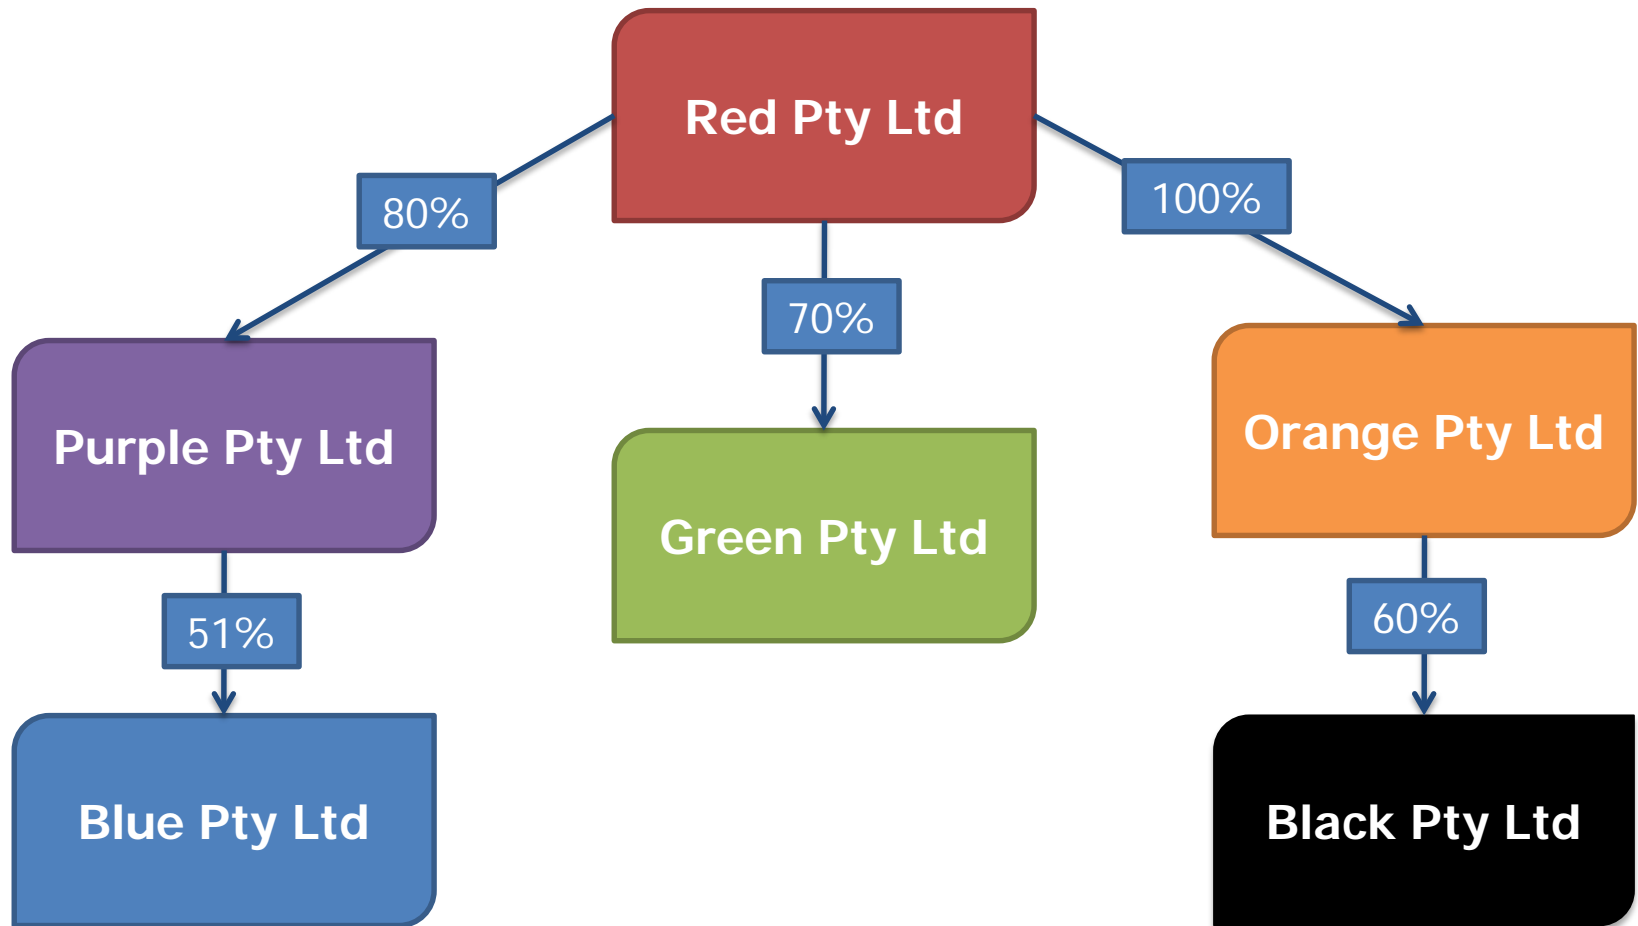 Red Pty Ltd
80%
100%
70%
Purple Pty Ltd
Orange Pty Ltd
Green Pty Ltd
51%
60%
Blue Pty Ltd
Black Pty Ltd